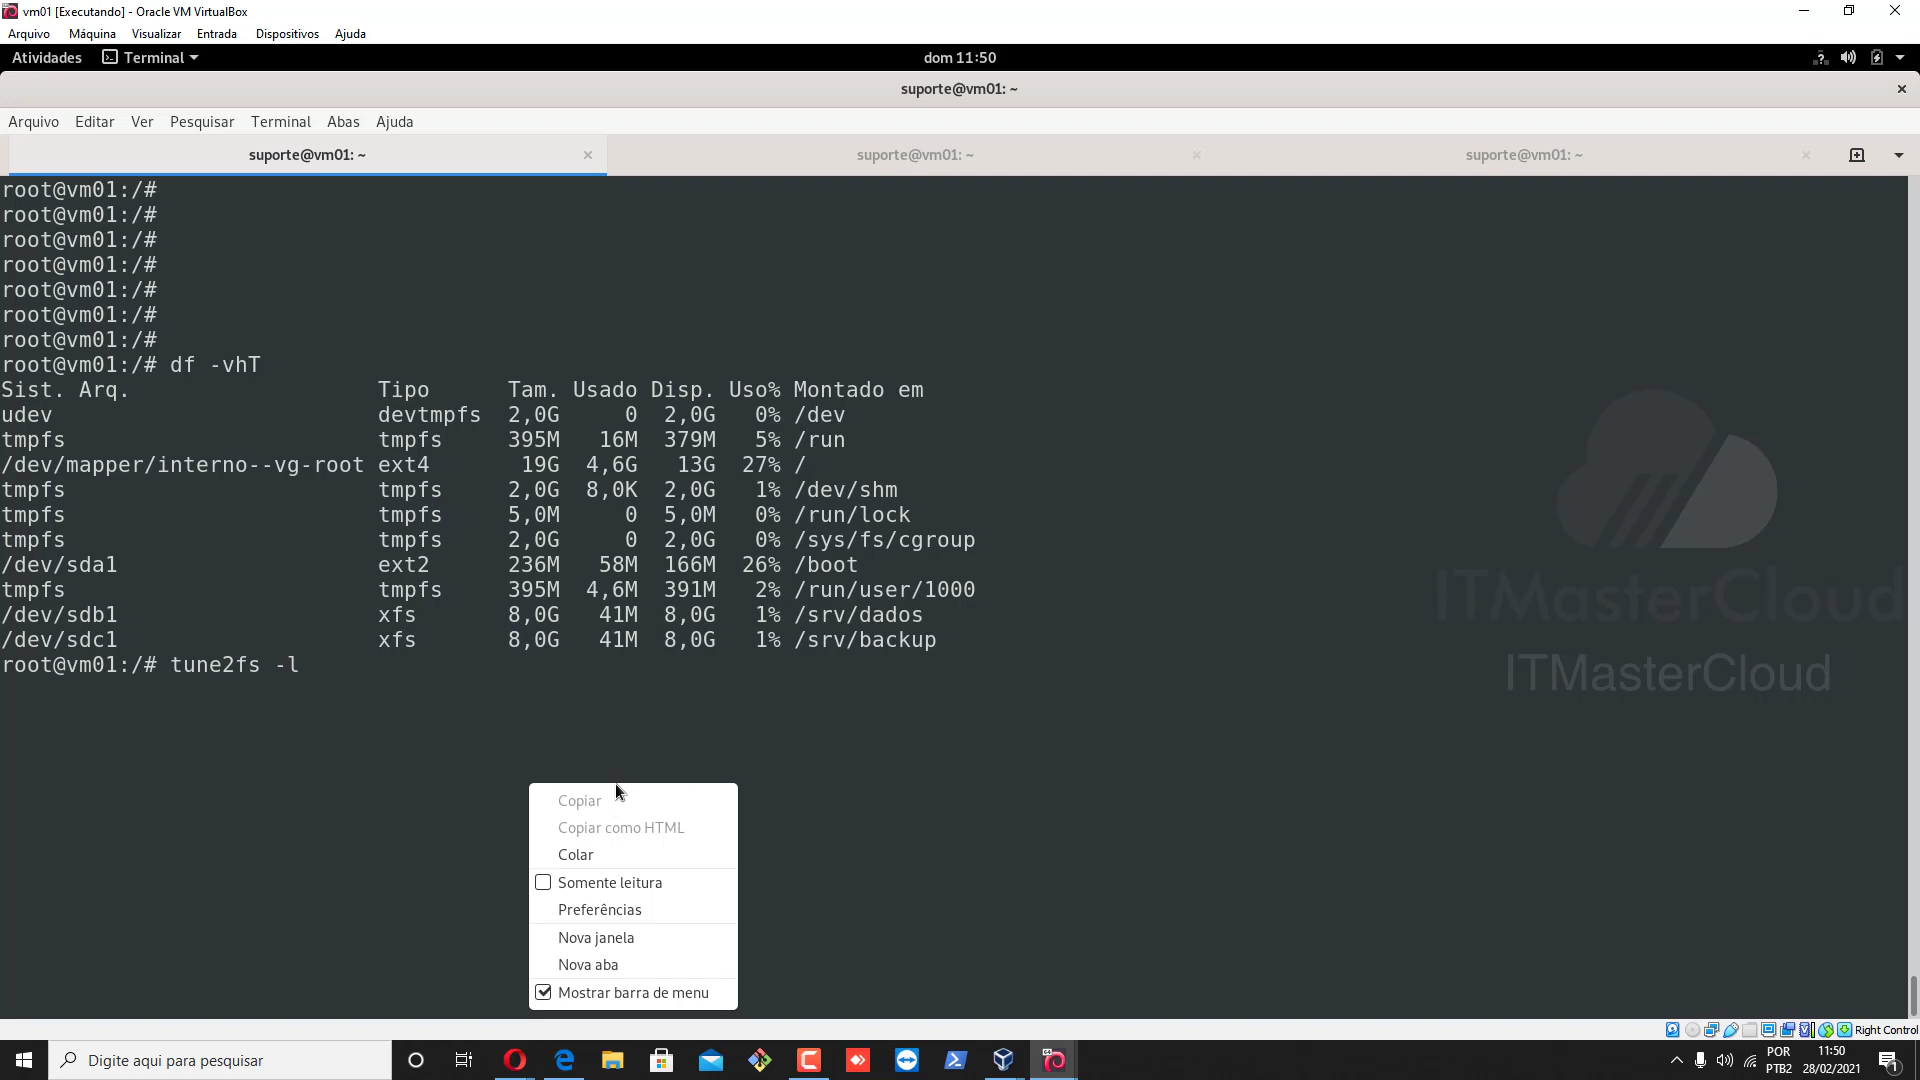 vm01 [Executando] - Oracle VM VirtualBox
Arquivo Máquina Visualizar Entrada Dispositivos Ajuda
Atividades Terminal dom 11:50
suporte@vm01: ~
Arquivo Editar Ver Pesquisar Terminal Abas Ajuda
suporte@vm01: ~ suporte@vm01: ~ suporte@vm01: ~
root@vm01:/#
root@vm01:/#
root@vm01:/#
root@vm01:/#
root@vm01:/#
root@vm01:/#
root@vm01:/#
root@vm01:/# df -vhT
Sist. Arq. Tipo Tam. Usado Disp. Uso% Montado em
udev devtmpfs 2,0G 0 2,0G 0% /dev
tmpfs tmpfs 395M 16M 379M 5% /run
/dev/mapper/interno--vg-root ext4 19G 4,6G 13G 27% /
tmpfs tmpfs 2,0G 8,0K 2,0G 1% /dev/shm
tmpfs tmpfs 5,0M 0 5,0M 0% /run/lock
tmpfs tmpfs 2,0G 0 2,0G 0% /sys/fs/cgroup
/dev/sda1 ext2 236M 58M 166M 26% /boot
tmpfs tmpfs 395M 4,6M 391M 2% /run/user/1000
/dev/sdb1 xfs 8,0G 41M 8,0G 1% /srv/dados
/dev/sdc1 xfs 8,0G 41M 8,0G 1% /srv/backup
root@vm01:/# tune2fs -l
ITMasterCloud
ITMasterCloud
Copiar
Copiar como HTML
Colar
Somente leitura
Preferências
Nova janela
Nova aba
Mostrar barra de menu
Right Control
Digite aqui para pesquisar
POR 11:50
PTB2 28/02/2021 1